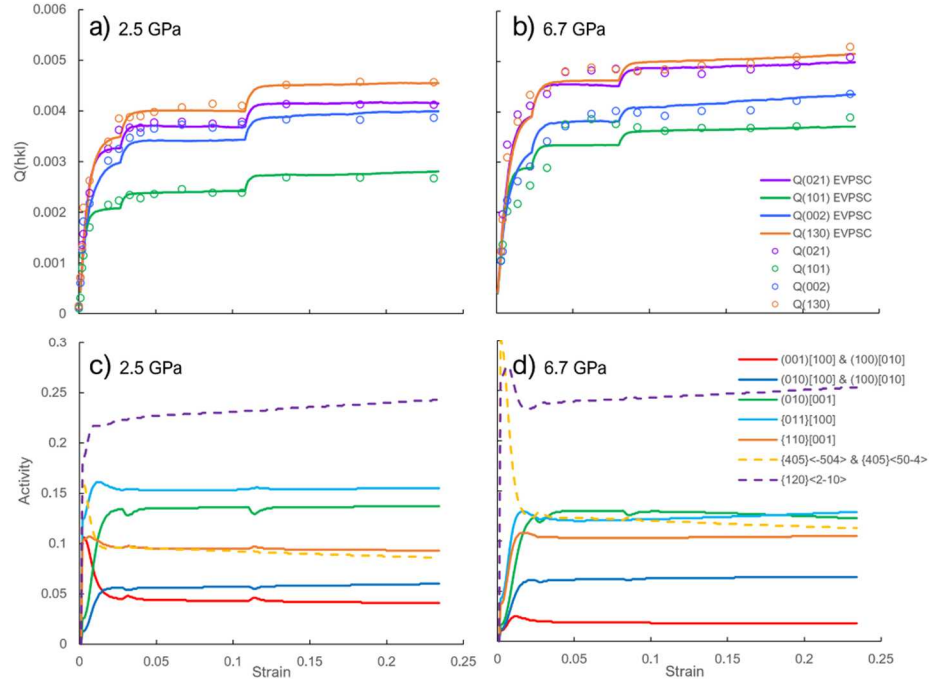 a) 2.5 GPa
0.006
0.005
0.004
0.003
0.002
0.001
0
Q(hkl)
b) 6.7 GPa
Q(021) EVPSC
Q(101) EVPSC
Q(002) EVPSC
Q(130) EVPSC
Q(021)
Q(101)
Q(002)
Q(130)
c) 2.5 GPa
0.3
0.25
0.2
0.15
0.1
0.05
0
Activity
0 0.05 0.1 0.15 0.2 0.25
Strain
d) 6.7 GPa
(001)[100] & (100)[010]
(010)[100] & (100)[010]
(010)[001]
{011}[100]
{110}[001]
{405}<-504> & {405}<50-4>
{120}<2-10>
0 0.05 0.1 0.15 0.2 0.25
Strain